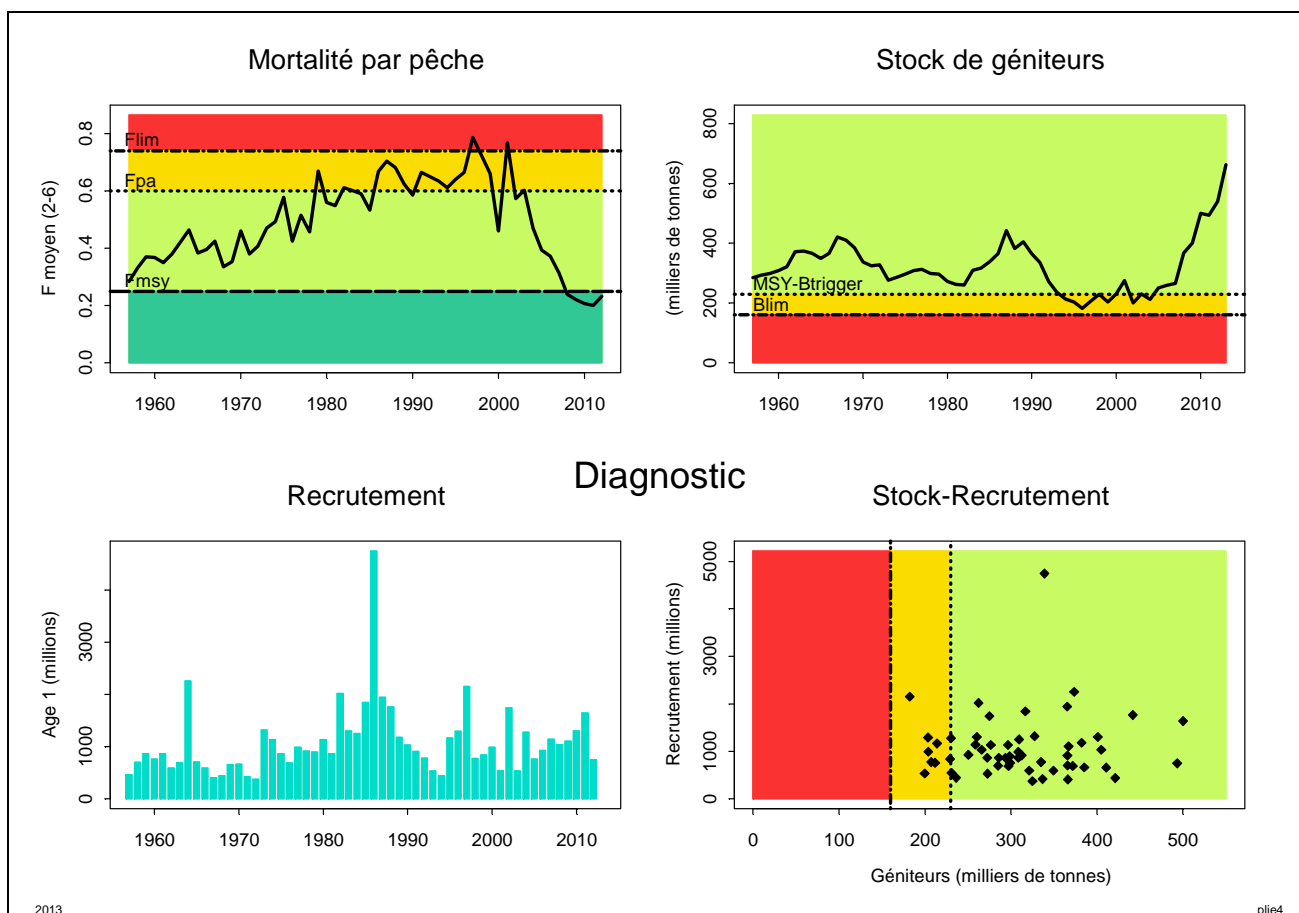 Mortalité par pêche
F moyen (2-6)
0.0 0.2 0.4 0.6 0.8
Flim
Fpa
Fmsy
1960 1970 1980 1990 2000 2010
Stock de géniteurs
(milliers de tonnes)
0 200 400 600 800
MSY-Btrigger
Blim
1960 1970 1980 1990 2000 2010
Diagnostic
Recrutement
Age 1 (millions)
0 1000 3000
1960 1970 1980 1990 2000 2010
Stock-Recrutement
Recrutement (millions)
0 1000 3000 5000
0 100 200 300 400 500
Géniteurs (milliers de tonnes)
2013
plie4